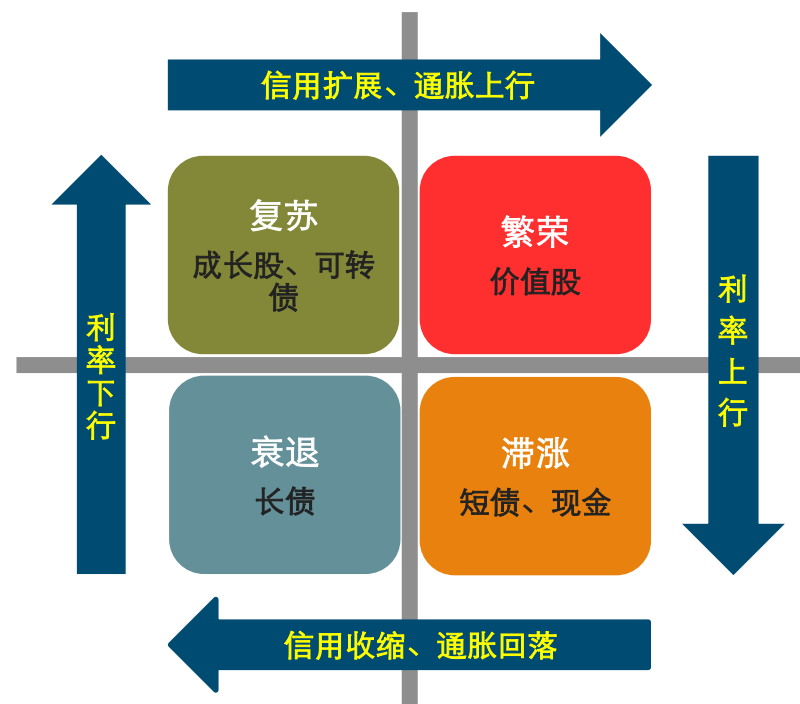 信用扩展、通胀上行
复苏
成长股、可转
债
繁荣
价值股
利率下行
利率上行
衰退
长债
滞涨
短债、现金
信用收缩、通胀回落